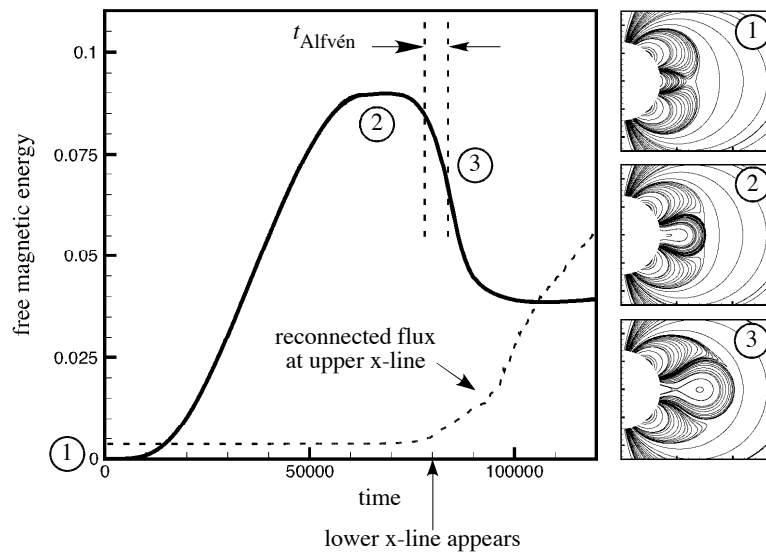 0.1
0.075
0.05
0.025
0
free magnetic energy
t Alfvén
2
3
reconnected flux
at upper x-line
1
0
50000
100000
time
lower x-line appears
1
2
3